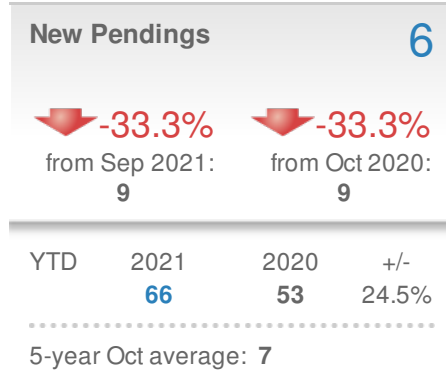 New Pendings 6
-33.3% -33.3%
from Sep 2021: from Oct 2020:
9 9
YTD 2021 2020 +/-
66 53 24.5%
5-year Oct average: 7